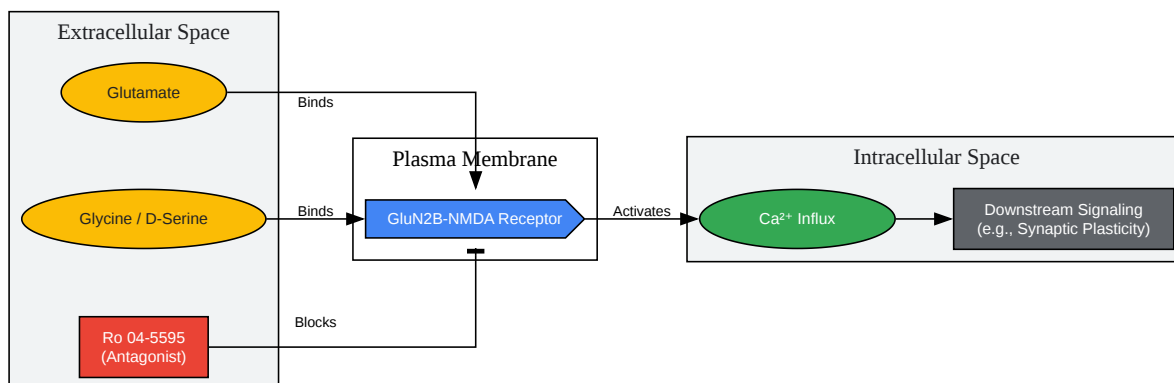 Extracellular Space
Glutamate
Binds
Plasma Membrane
Intracellular Space
Glycine / D-Serine
Binds
GluN2B-NMDA Receptor
Activates
Ca²⁺ Influx
Downstream Signaling
(e.g., Synaptic Plasticity)
Blocks
Ro 04-5595
(Antagonist)